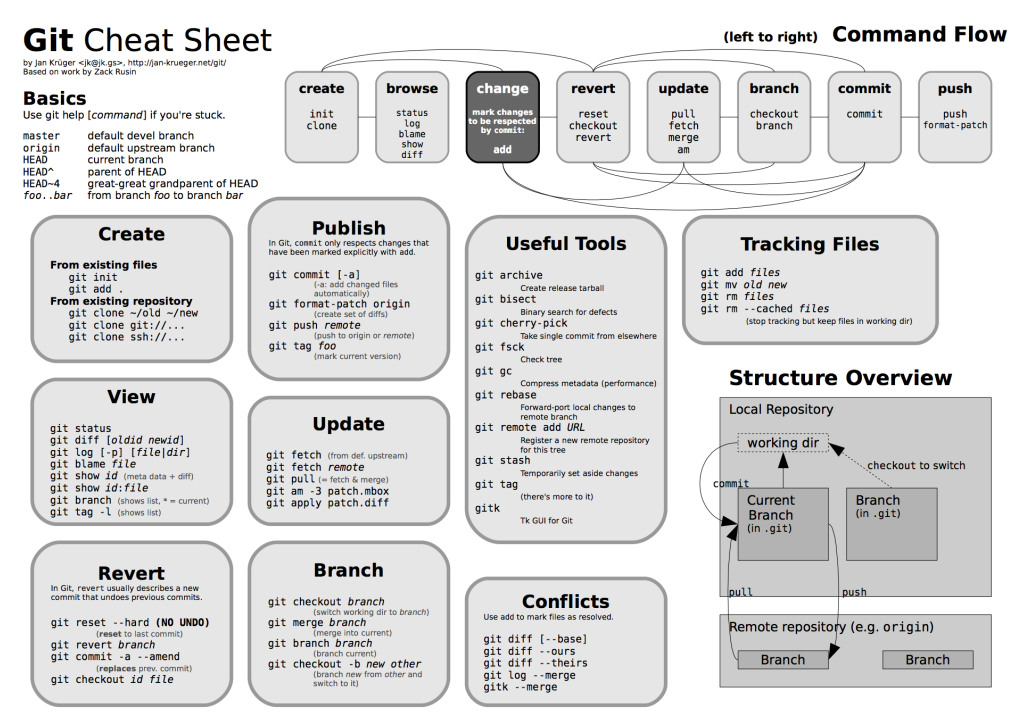 Git Cheat Sheet
by Jan Krüger <jk@jk.gs>, http://jan-krueger.net/git/
Based on work by Zack Rusin
Basics
Use git help [command] if you're stuck.
master default devel branch
origin default upstream branch
HEAD current branch
HEAD^ parent of HEAD
HEAD~4 great-great grandparent of HEAD
foo..bar from branch foo to branch bar
(left to right) Command Flow
create
init
clone
browse
status
log
blame
show
diff
change
mark changes
to be respected
by commit:
add
revert
reset
checkout
revert
update
pull
fetch
merge
am
branch
checkout
branch
commit
commit
push
push
format-patch
Create
From existing files
git init
git add .
From existing repository
git clone ~/old ~/new
git clone git://...
git clone ssh://...
View
git status
git diff [oldid newid]
git log [-p] [file|dir]
git blame file
git show id (meta data + diff)
git show id:file
git branch (shows list, * = current)
git tag -l (shows list)
Revert
In Git, revert usually describes a new
commit that undoes previous commits.
git reset --hard (NO UNDO)
(reset to last commit)
git revert branch
git commit -a --amend
(replaces prev. commit)
git checkout id file
Publish
In Git, commit only respects changes that
have been marked explicitly with add.
git commit [-a]
(-a: add changed files
automatically)
git format-patch origin
(create set of diffs)
git push remote
(push to origin or remote)
git tag foo
(mark current version)
Update
git fetch (from def. upstream)
git fetch remote
git pull (= fetch & merge)
git am -3 patch.mbox
git apply patch.diff
Branch
git checkout branch
(switch working dir to branch)
git merge branch
(merge into current)
git branch branch
(branch current)
git checkout -b new other
(branch new from other and
switch to it)
Useful Tools
git archive
Create release tarball
git bisect
Binary search for defects
git cherry-pick
Take single commit from elsewhere
git fsck
Check tree
git gc
Compress metadata (performance)
git rebase
Forward-port local changes to
remote branch
git remote add URL
Register a new remote repository
for this tree
git stash
Temporarily set aside changes
git tag
(there's more to it)
gitk
Tk GUI for Git
Conflicts
Use add to mark files as resolved.
git diff [--base]
git diff --ours
git diff --theirs
git log --merge
gitk --merge
Tracking Files
git add files
git mv old new
git rm files
git rm --cached files
(stop tracking but keep files in working dir)
Structure Overview
Local Repository
working dir
checkout to switch
commit
Current
Branch
(in .git)
Branch
(in .git)
pull
push
Remote repository (e.g. origin)
Branch
Branch